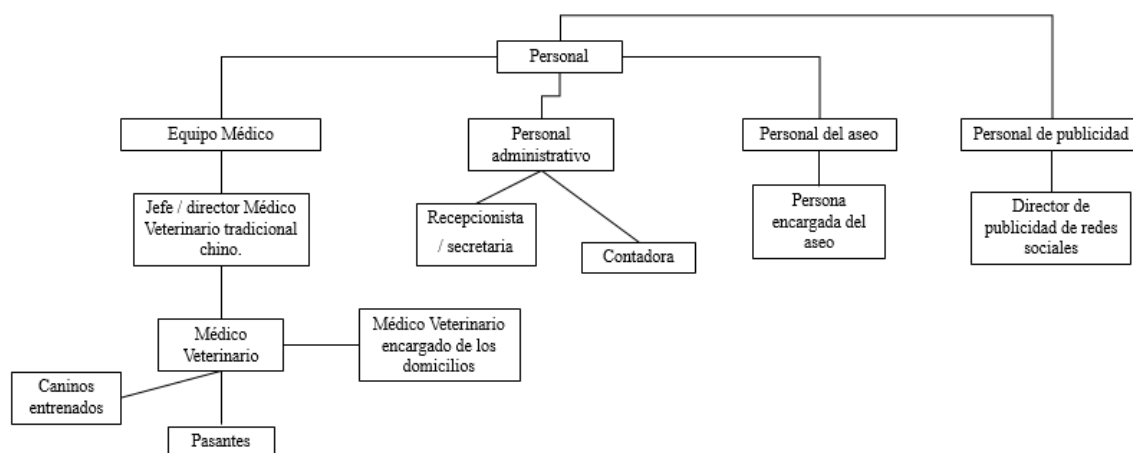 Personal
Equipo Médico
Personal
administrativo
Personal del aseo
Personal de publicidad
Jefe / director Médico
Veterinario tradicional
chino.
Recepcionista
/ secretaria
Contadora
Persona
encargada del
aseo
Director de
publicidad de redes
sociales
Médico
Veterinario
Médico Veterinario
encargado de los
domicilios
Caninos
entrenados
Pasantes